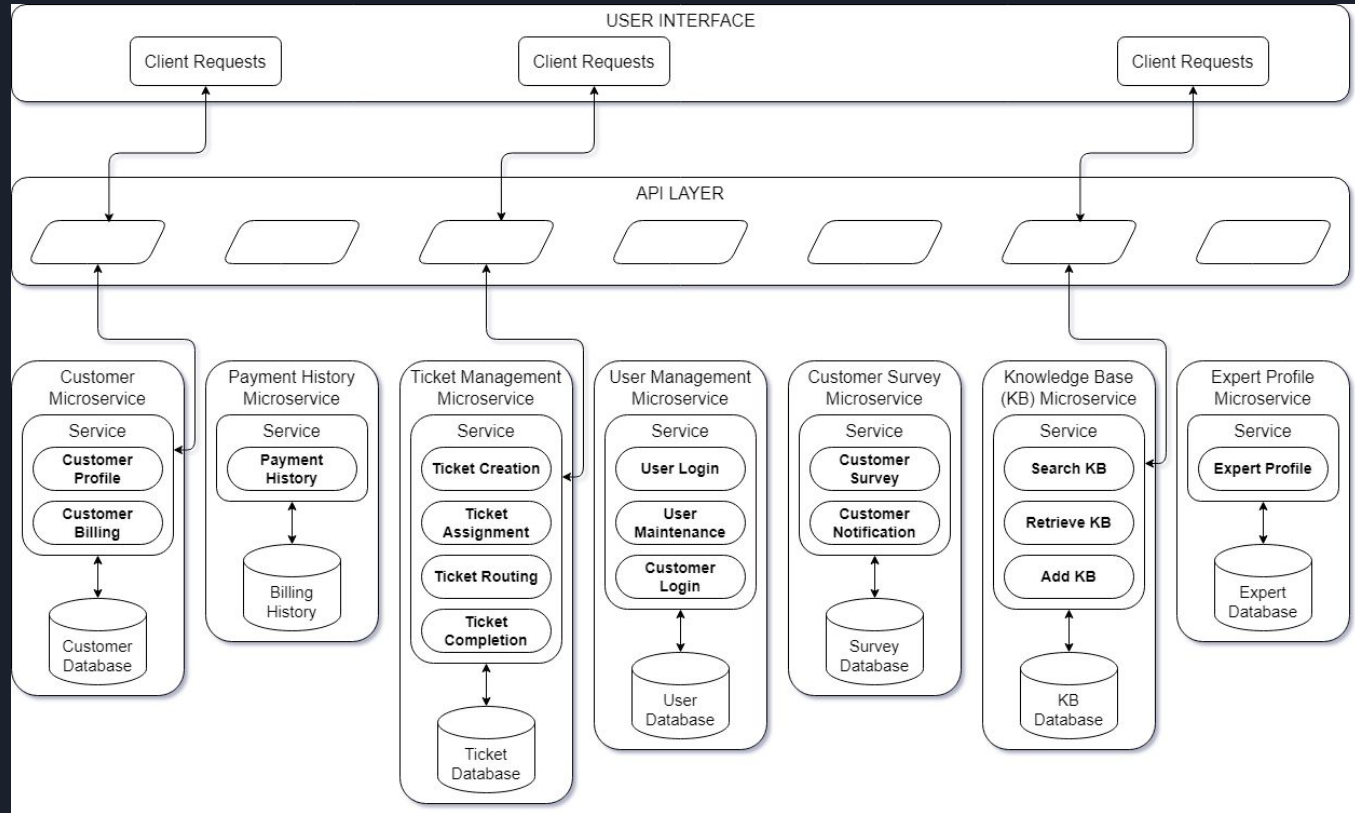 USER INTERFACE
Client Requests
Client Requests
Client Requests
API LAYER
Customer
Microservice
Service
Customer
Profile
Customer
Billing
Customer
Database
Payment History
Microservice
Service
Payment
History
Billing
History
Ticket Management
Microservice
Service
Ticket Creation
Ticket
Assignment
Ticket Routing
Ticket
Completion
Ticket
Database
User Management
Microservice
Service
User Login
User
Maintenance
Customer
Login
User
Database
Customer Survey
Microservice
Service
Customer
Survey
Customer
Notification
Survey
Database
Knowledge Base
(KB) Microservice
Service
Search KB
Retrieve KB
Add KB
KB
Database
Expert Profile
Microservice
Service
Expert Profile
Expert
Database